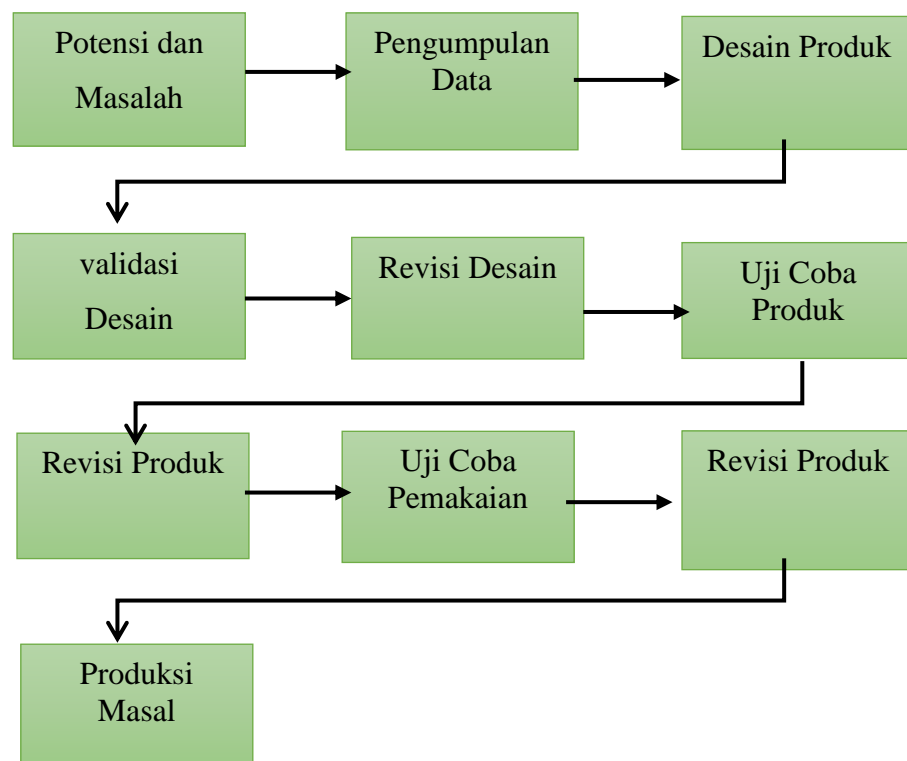 Potensi dan
Masalah
Pengumpulan
Data
Desain Produk
validasi
Desain
Revisi Desain
Uji Coba
Produk
Revisi Produk
Uji Coba
Pemakaian
Revisi Produk
Produksi
Masal